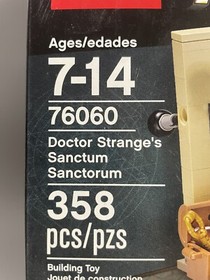 Ages/edades
7-14
76060
Doctor Strange's
Sanctum
Sanctorum
358
pcs/pzs
Building Toy
Jouet de construction